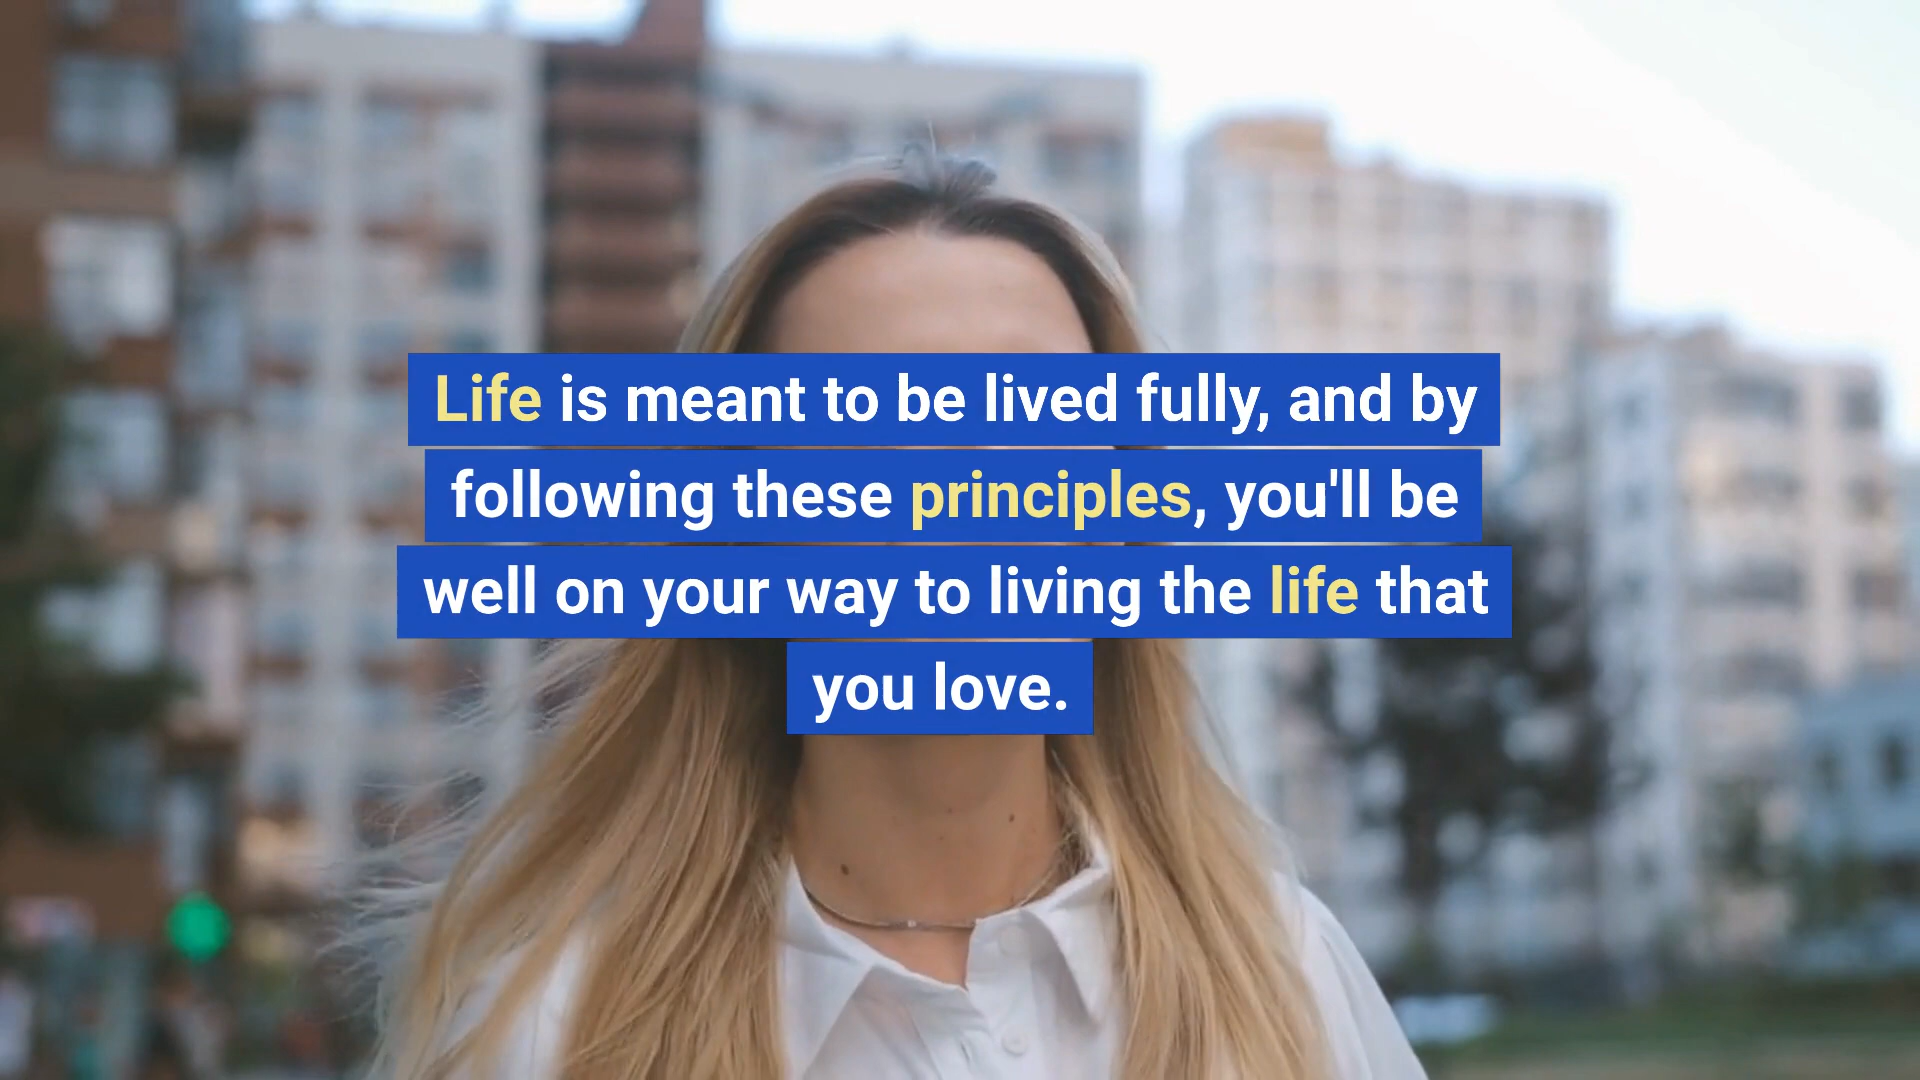 Life is meant to be lived fully, and by
following these principles, you'll be
well on your way to living the life that
you love.